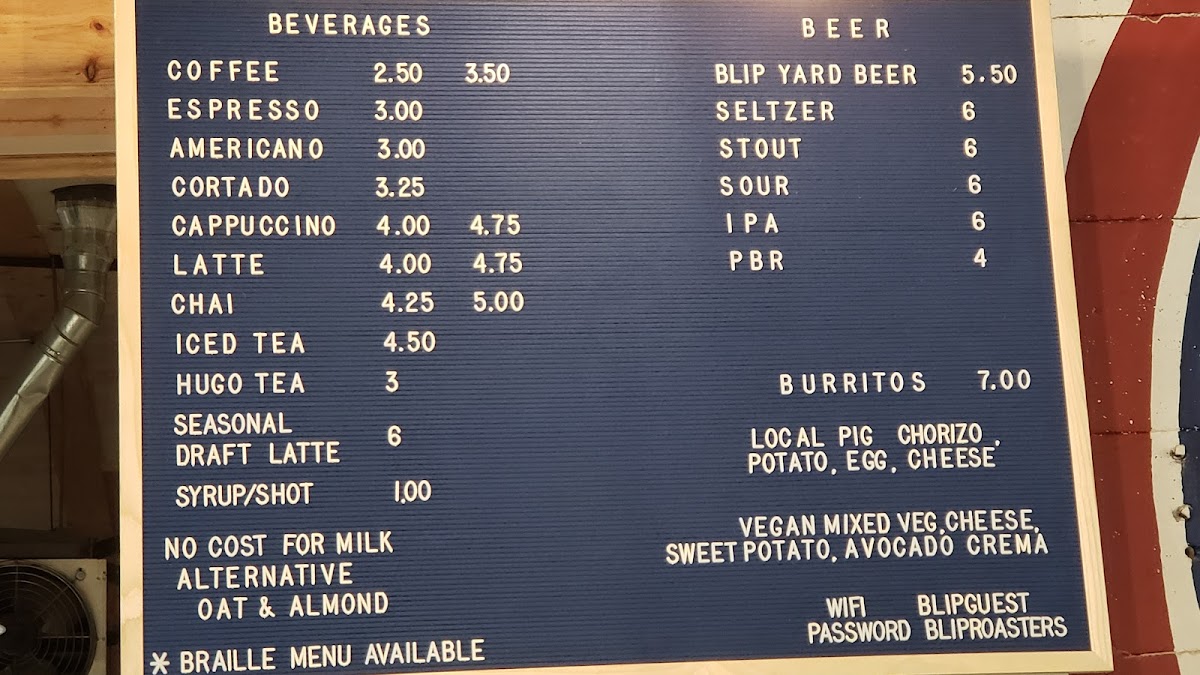 BEVERAGES
COFFEE 2.50 3.50
ESPRESSO 3.00
AMERICANO 3.00
CORTADO 3.25
CAPPUCCINO 4.00 4.75
LATTE 4.00 4.75
CHAI 4.25 5.00
ICED TEA 4.50
HUGO TEA 3
SEASONAL
DRAFT LATTE 6
SYRUP/SHOT 1.00
NO COST FOR MILK
ALTERNATIVE
OAT & ALMOND
* BRAILLE MENU AVAILABLE
BEER
BLIP YARD BEER 5.50
SELTZER 6
STOUT 6
SOUR 6
IPA 6
PBR 4
BURRITOS 7.00
LOCAL PIG CHORIZO,
POTATO, EGG, CHEESE
VEGAN MIXED VEG, CHEESE,
SWEET POTATO, AVOCADO CREMA
WIFI BLIPGUEST
PASSWORD BLIPROASTERS